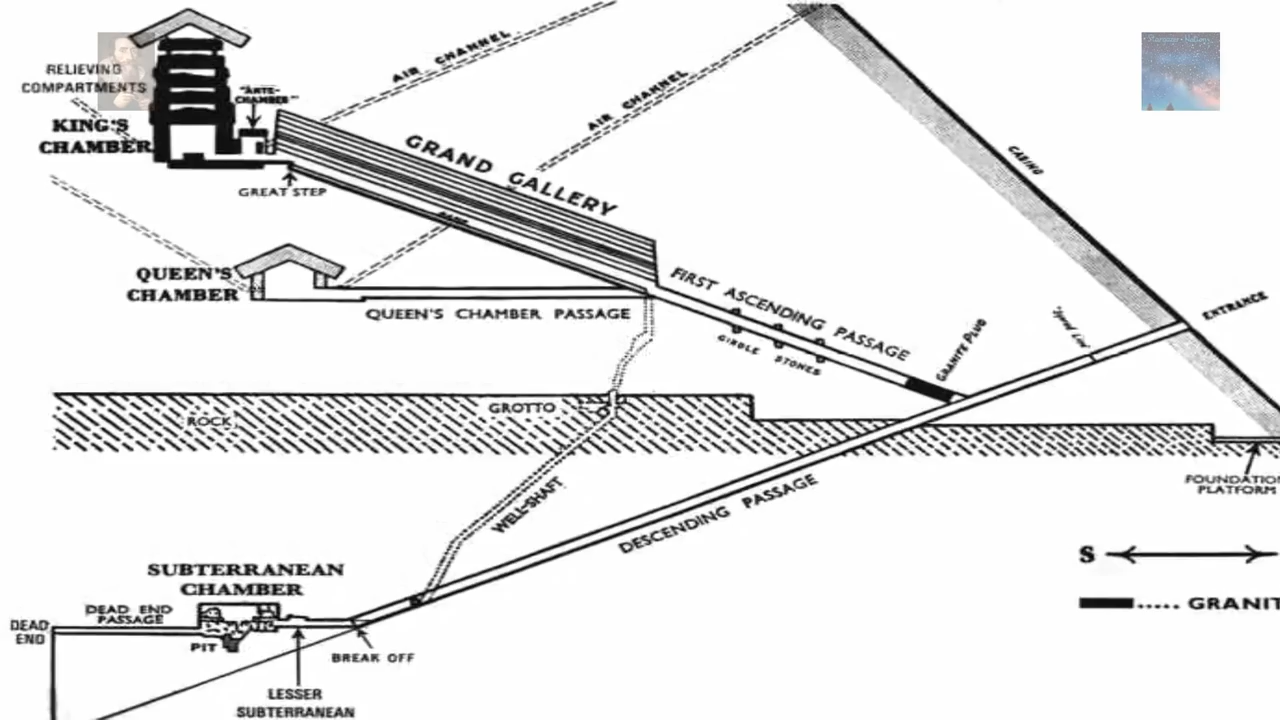 AIR CHANNEL
RELIEVING
COMPARTMENTS
"ANTE-
CHAMBER"
KING'S
CHAMBER
AIR CHANNEL
GRAND GALLERY
CASING
GREAT STEP
QUEEN'S
CHAMBER
QUEEN'S CHAMBER PASSAGE
FIRST ASCENDING PASSAGE
GIRDLE STONES
GRANITE PLUG
ENTRANCE
GROTTO
ROCK
WELL-SHAFT
DESCENDING PASSAGE
FOUNDATION
PLATFORM
S
GRANIT
SUBTERRANEAN
CHAMBER
DEAD END
PASSAGE
DEAD
END
PIT
BREAK OFF
LESSER
SUBTERRANEAN